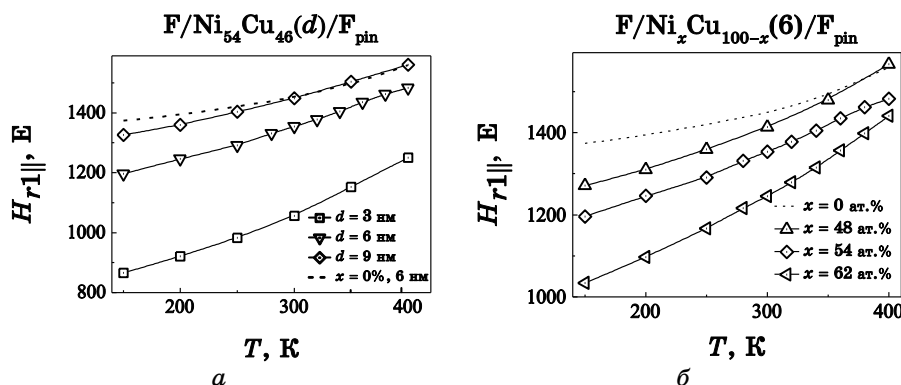 F/Ni54Cu46(d)/Fpin
1400
1200
1000
800
200
300
400
Hr1||, E
T, К
d = 3 нм
d = 6 нм
d = 9 нм
x = 0%, 6 нм
а
F/NixCu100−x(6)/Fpin
1400
1200
1000
200
300
400
Hr1||, E
T, К
x = 0 ат.%
x = 48 ат.%
x = 54 ат.%
x = 62 ат.%
б